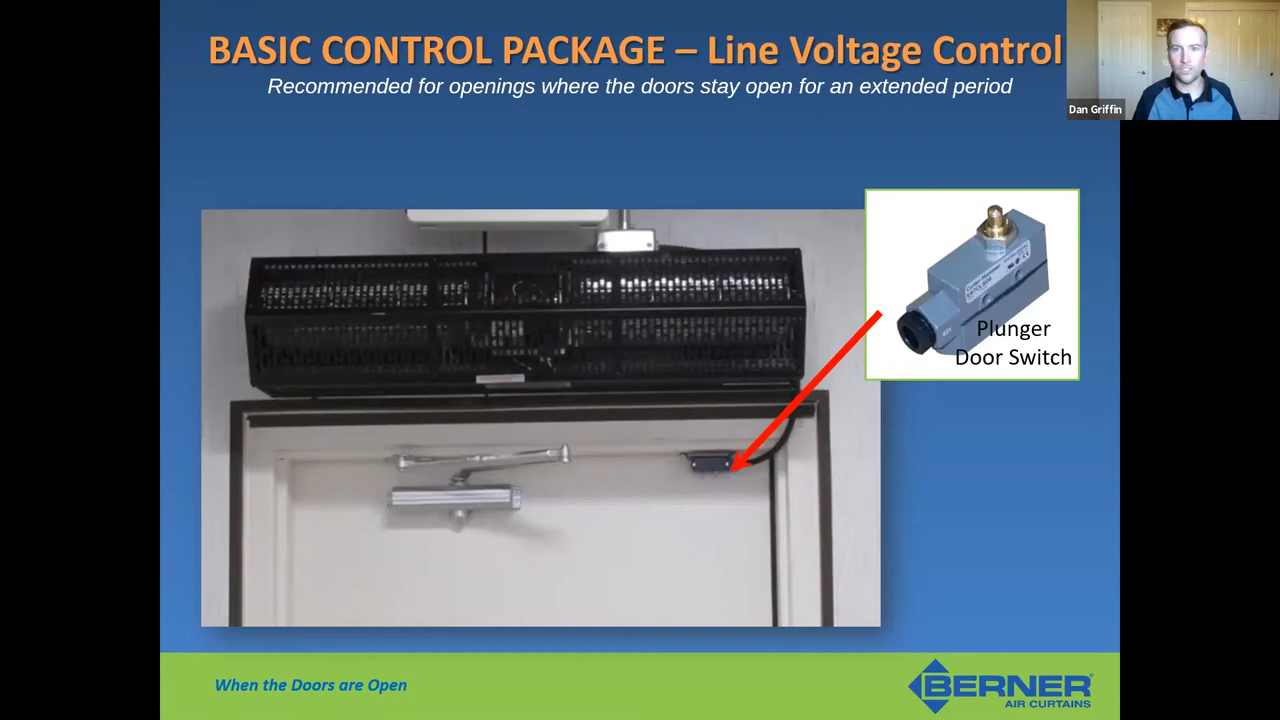 BASIC CONTROL PACKAGE – Line Voltage Control
Recommended for openings where the doors stay open for an extended period
Dan Griffin
Plunger
Door Switch
When the Doors are Open
BERNER
AIR CURTAINS